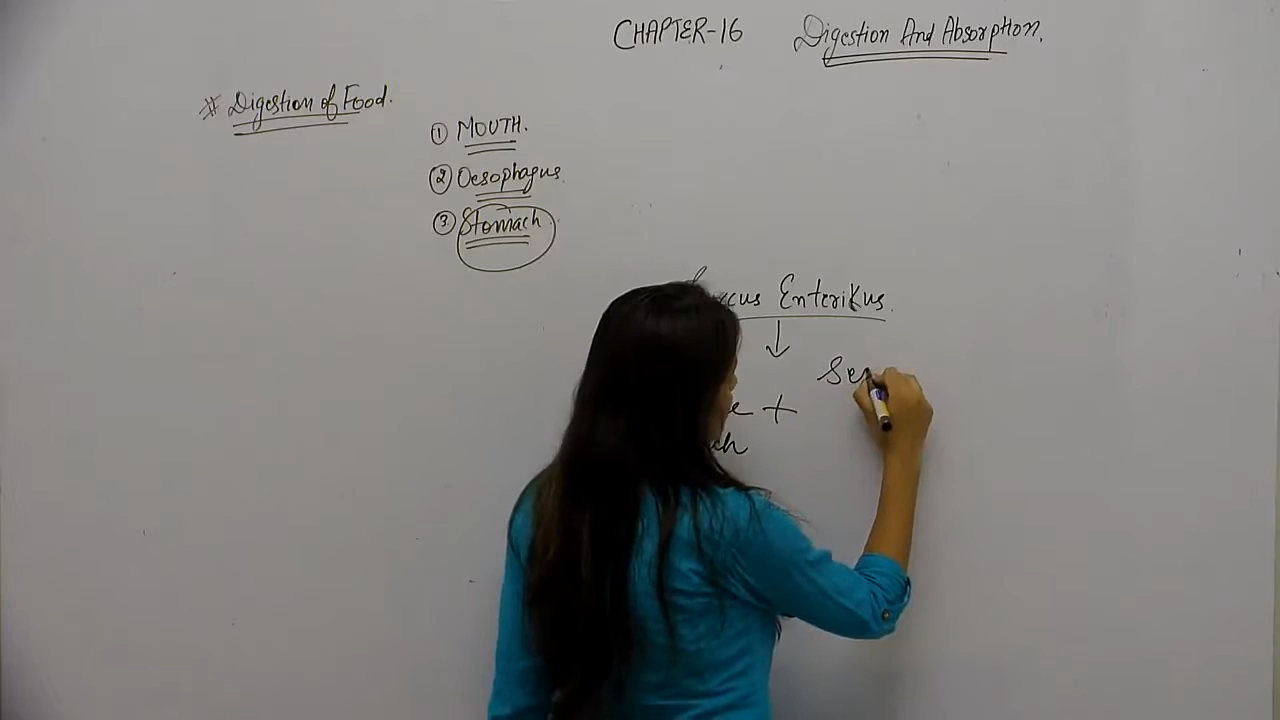 CHAPTER-16 Digestion And Absorption.
* Digestion of Food.
① MOUTH.
② Oesophagus.
③ Stomach.
Enterikus.
+